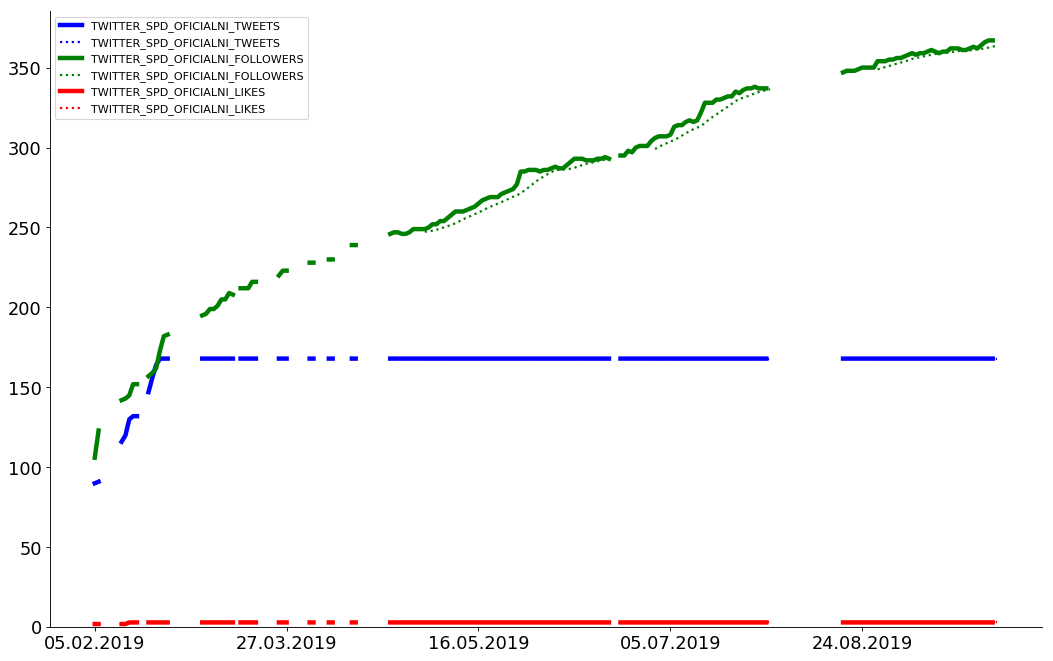 TWITTER_SPD_OFICIALNI_TWEETS
TWITTER_SPD_OFICIALNI_TWEETS
TWITTER_SPD_OFICIALNI_FOLLOWERS
TWITTER_SPD_OFICIALNI_FOLLOWERS
TWITTER_SPD_OFICIALNI_LIKES
TWITTER_SPD_OFICIALNI_LIKES
350
300
250
200
150
100
50
0
05.02.2019 27.03.2019 16.05.2019 05.07.2019 24.08.2019